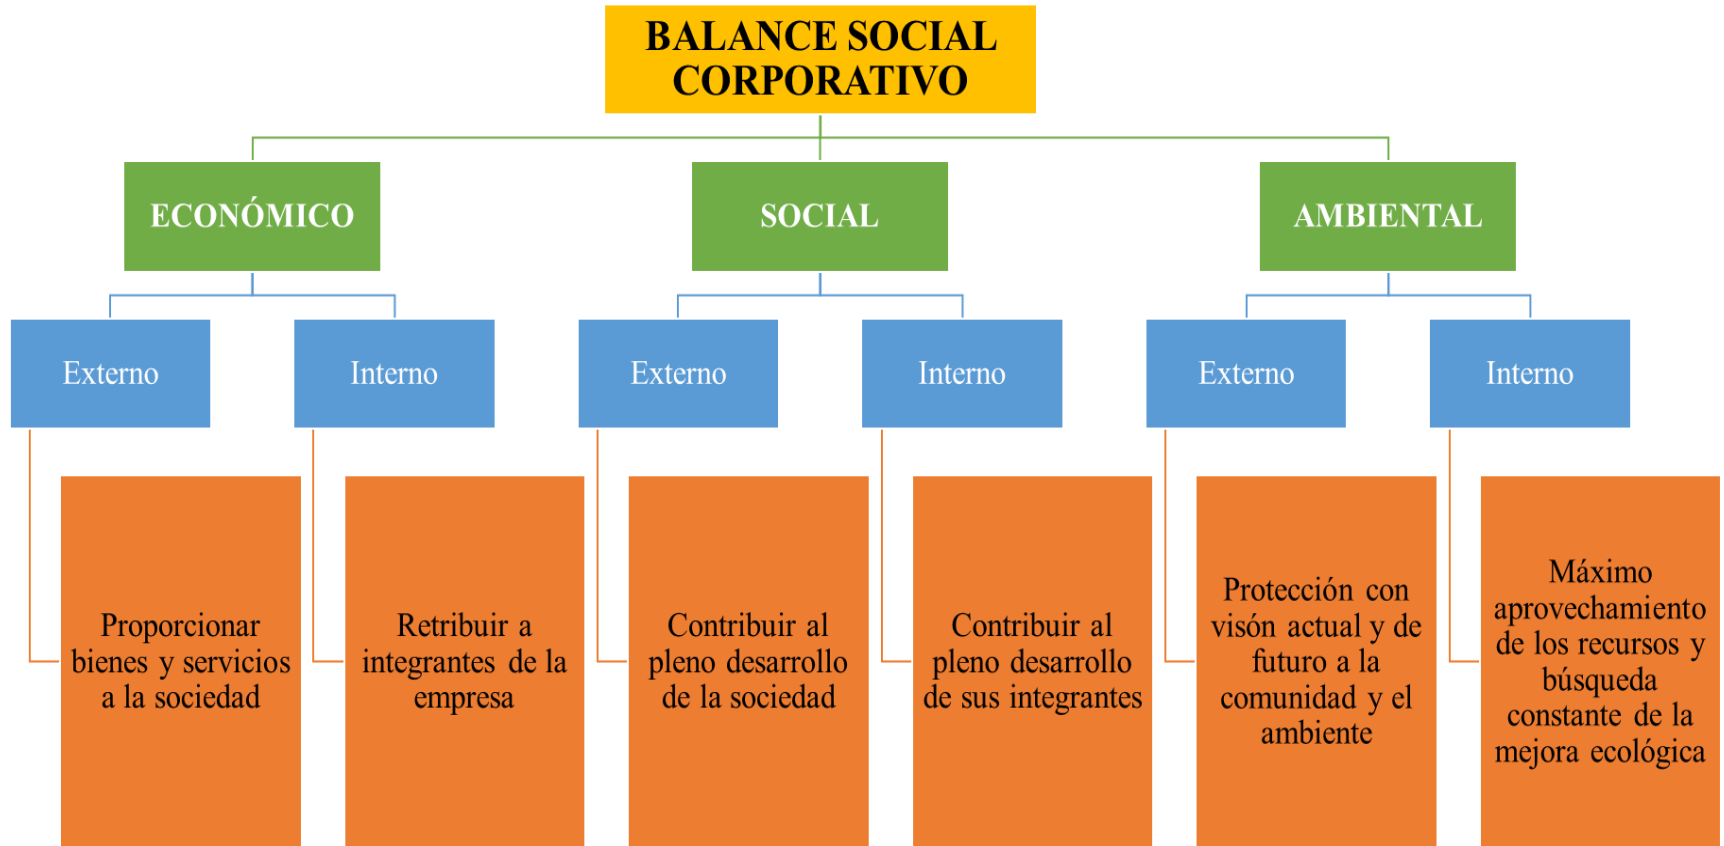 BALANCE SOCIAL
CORPORATIVO
ECONÓMICO
SOCIAL
AMBIENTAL
Externo
Interno
Externo
Interno
Externo
Interno
Proporcionar
bienes y servicios
a la sociedad
Retribuir a
integrantes de la
empresa
Contribuir al
pleno desarrollo
de la sociedad
Contribuir al
pleno desarrollo
de sus integrantes
Protección con
visón actual y de
futuro a la
comunidad y el
ambiente
Máximo
aprovechamiento
de los recursos y
búsqueda
constante de la
mejora ecológica